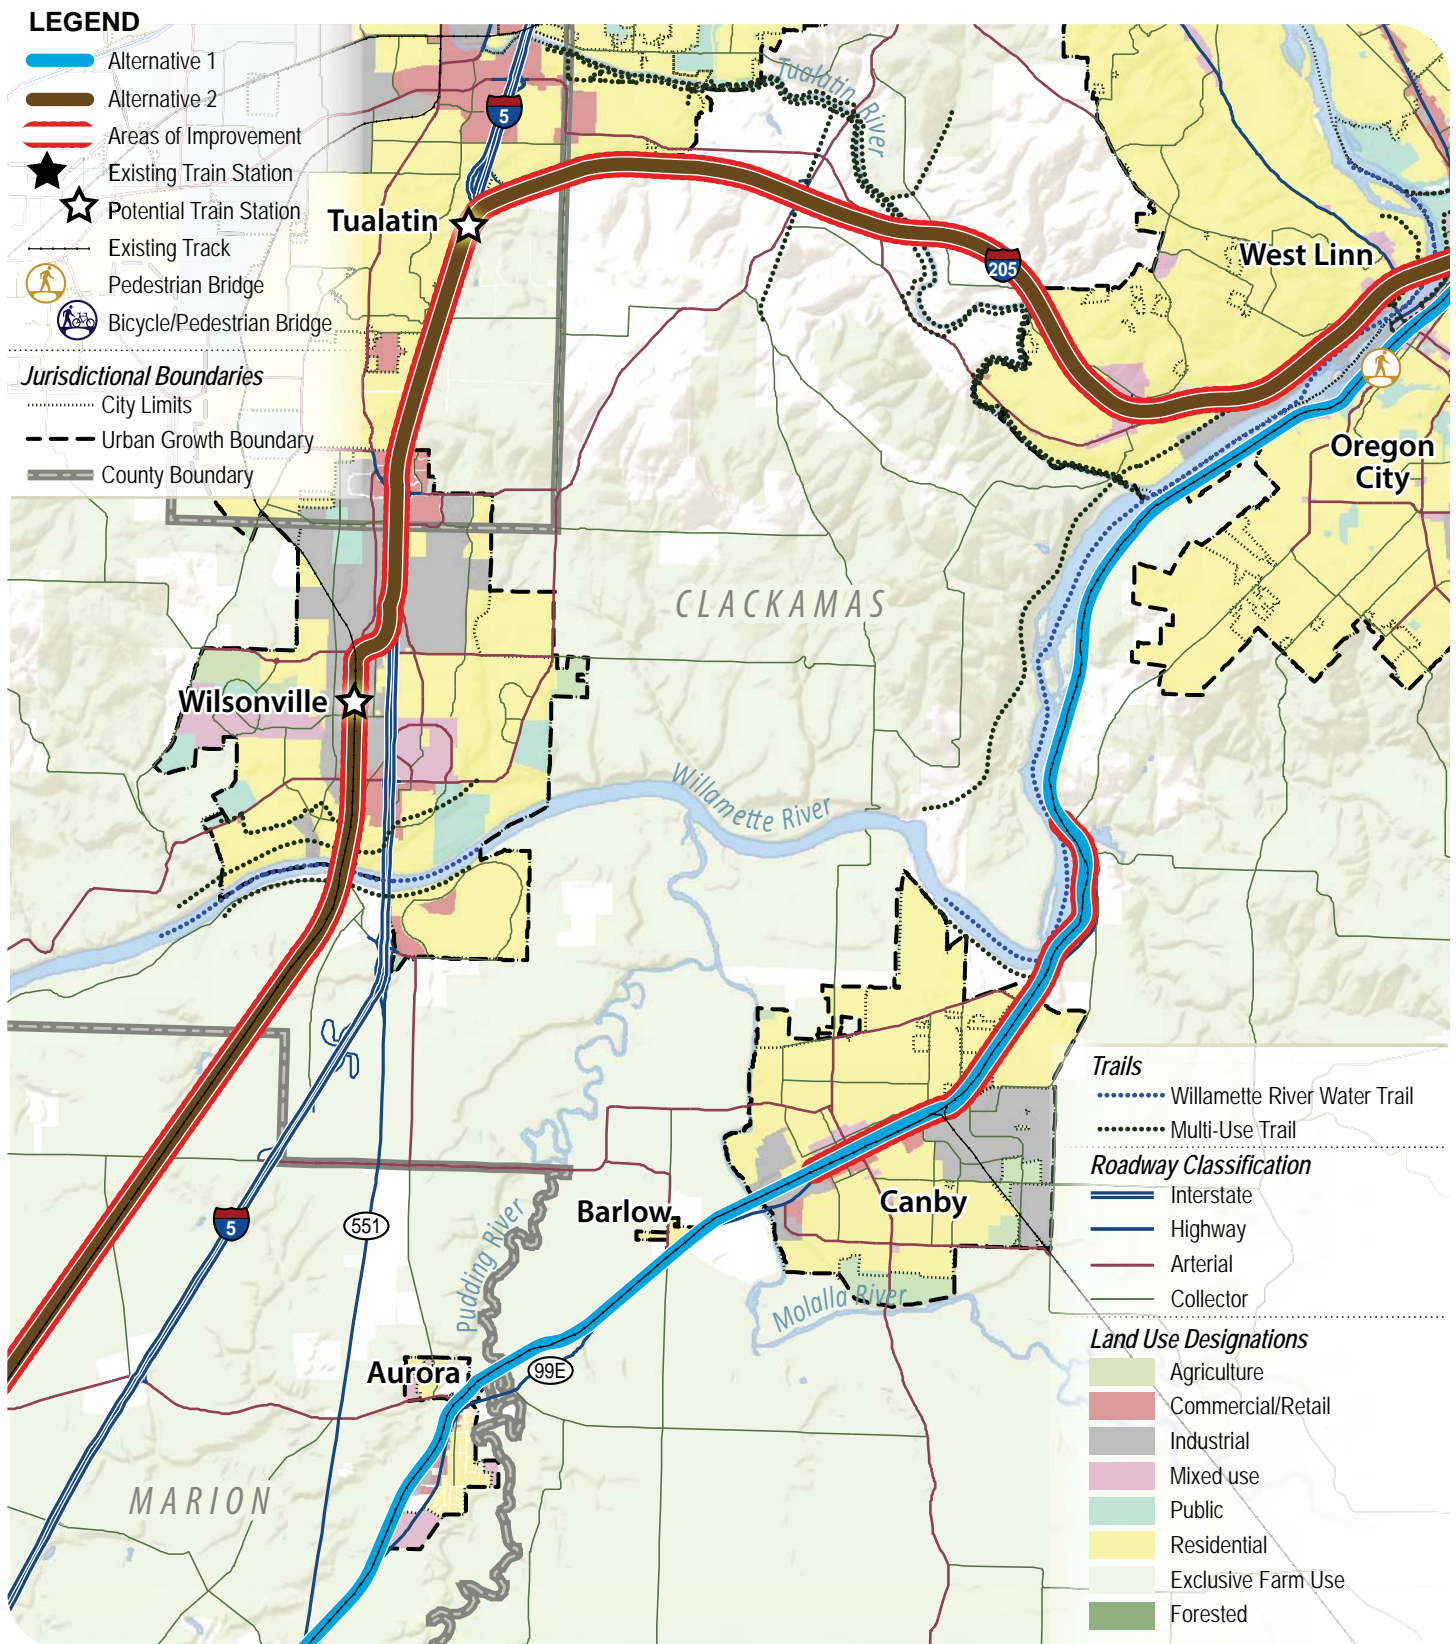 LEGEND
Alternative 1
Alternative 2
Areas of Improvement
Existing Train Station
Potential Train Station
Existing Track
Pedestrian Bridge
Bicycle/Pedestrian Bridge
Jurisdictional Boundaries
City Limits
Urban Growth Boundary
County Boundary
5
Tualatin River
Tualatin
205
West Linn
Oregon
City
CLACKAMAS
Wilsonville
Willamette River
Barlow
Canby
Pudding River
Molalla River
5
551
99E
Aurora
MARION
Trails
Willamette River Water Trail
Multi-Use Trail
Roadway Classification
Interstate
Highway
Arterial
Collector
Land Use Designations
Agriculture
Commercial/Retail
Industrial
Mixed use
Public
Residential
Exclusive Farm Use
Forested